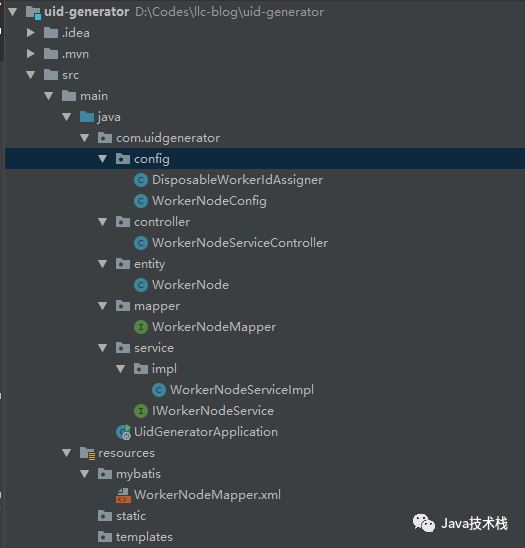 uid-generator D:\Codes\llc-blog\uid-generator
.idea
.mvn
src
main
java
com.uidgenerator
config
DisposableWorkerIdAssigner
WorkerNodeConfig
controller
WorkerNodeServiceController
entity
WorkerNode
mapper
WorkerNodeMapper
service
impl
WorkerNodeServiceImpl
IWorkerNodeService
UidGeneratorApplication
resources
mybatis
WorkerNodeMapper.xml
static
templates
Java技术栈